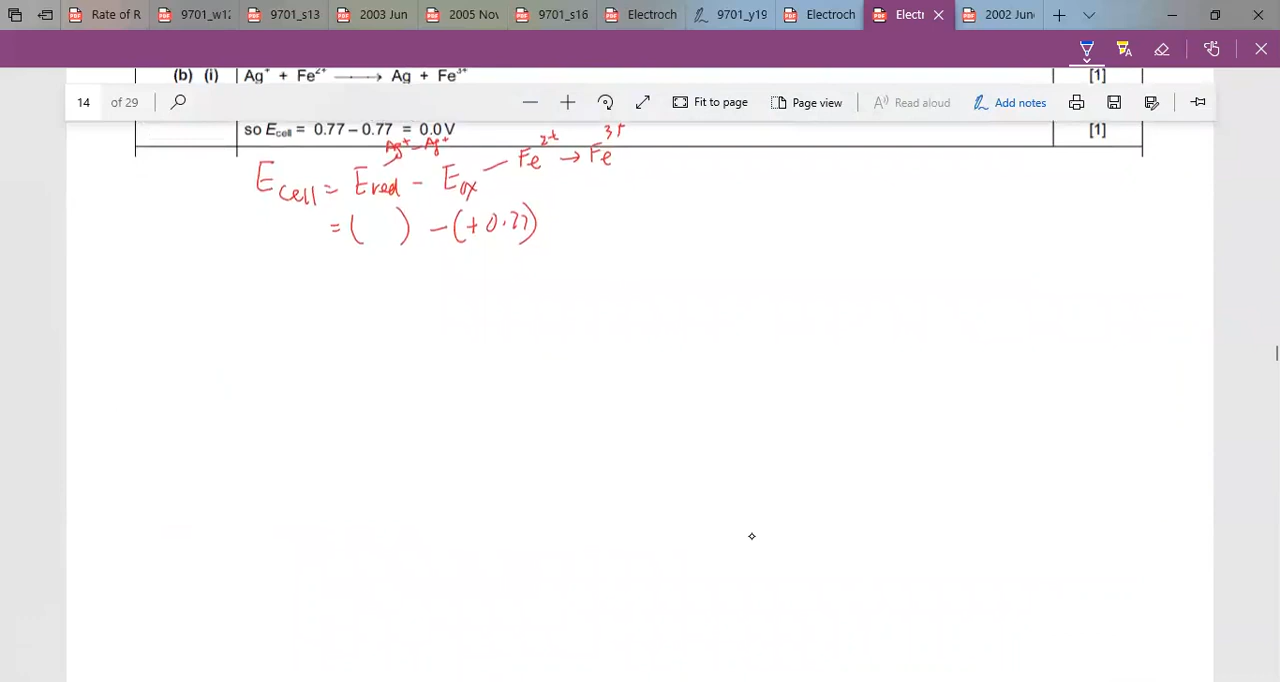 Rate of R
9701_w12
9701_s13
2003 Jun
2005 Nov
9701_s16
Electroch
9701_y19
Electroch
Electr
2002 Jun
14 of 29
Fit to page
Page view
Read aloud
Add notes
(b) (i) Ag⁺ + Fe²⁺ ⟶ Ag + Fe³⁺ [1]
so E_cell = 0.77 – 0.77 = 0.0 V [1]
Ag⁺ – Ag⁺
E_cell = E_red – E_ox — Fe²⁺ → Fe³⁺
= ( ) – (+0.77)